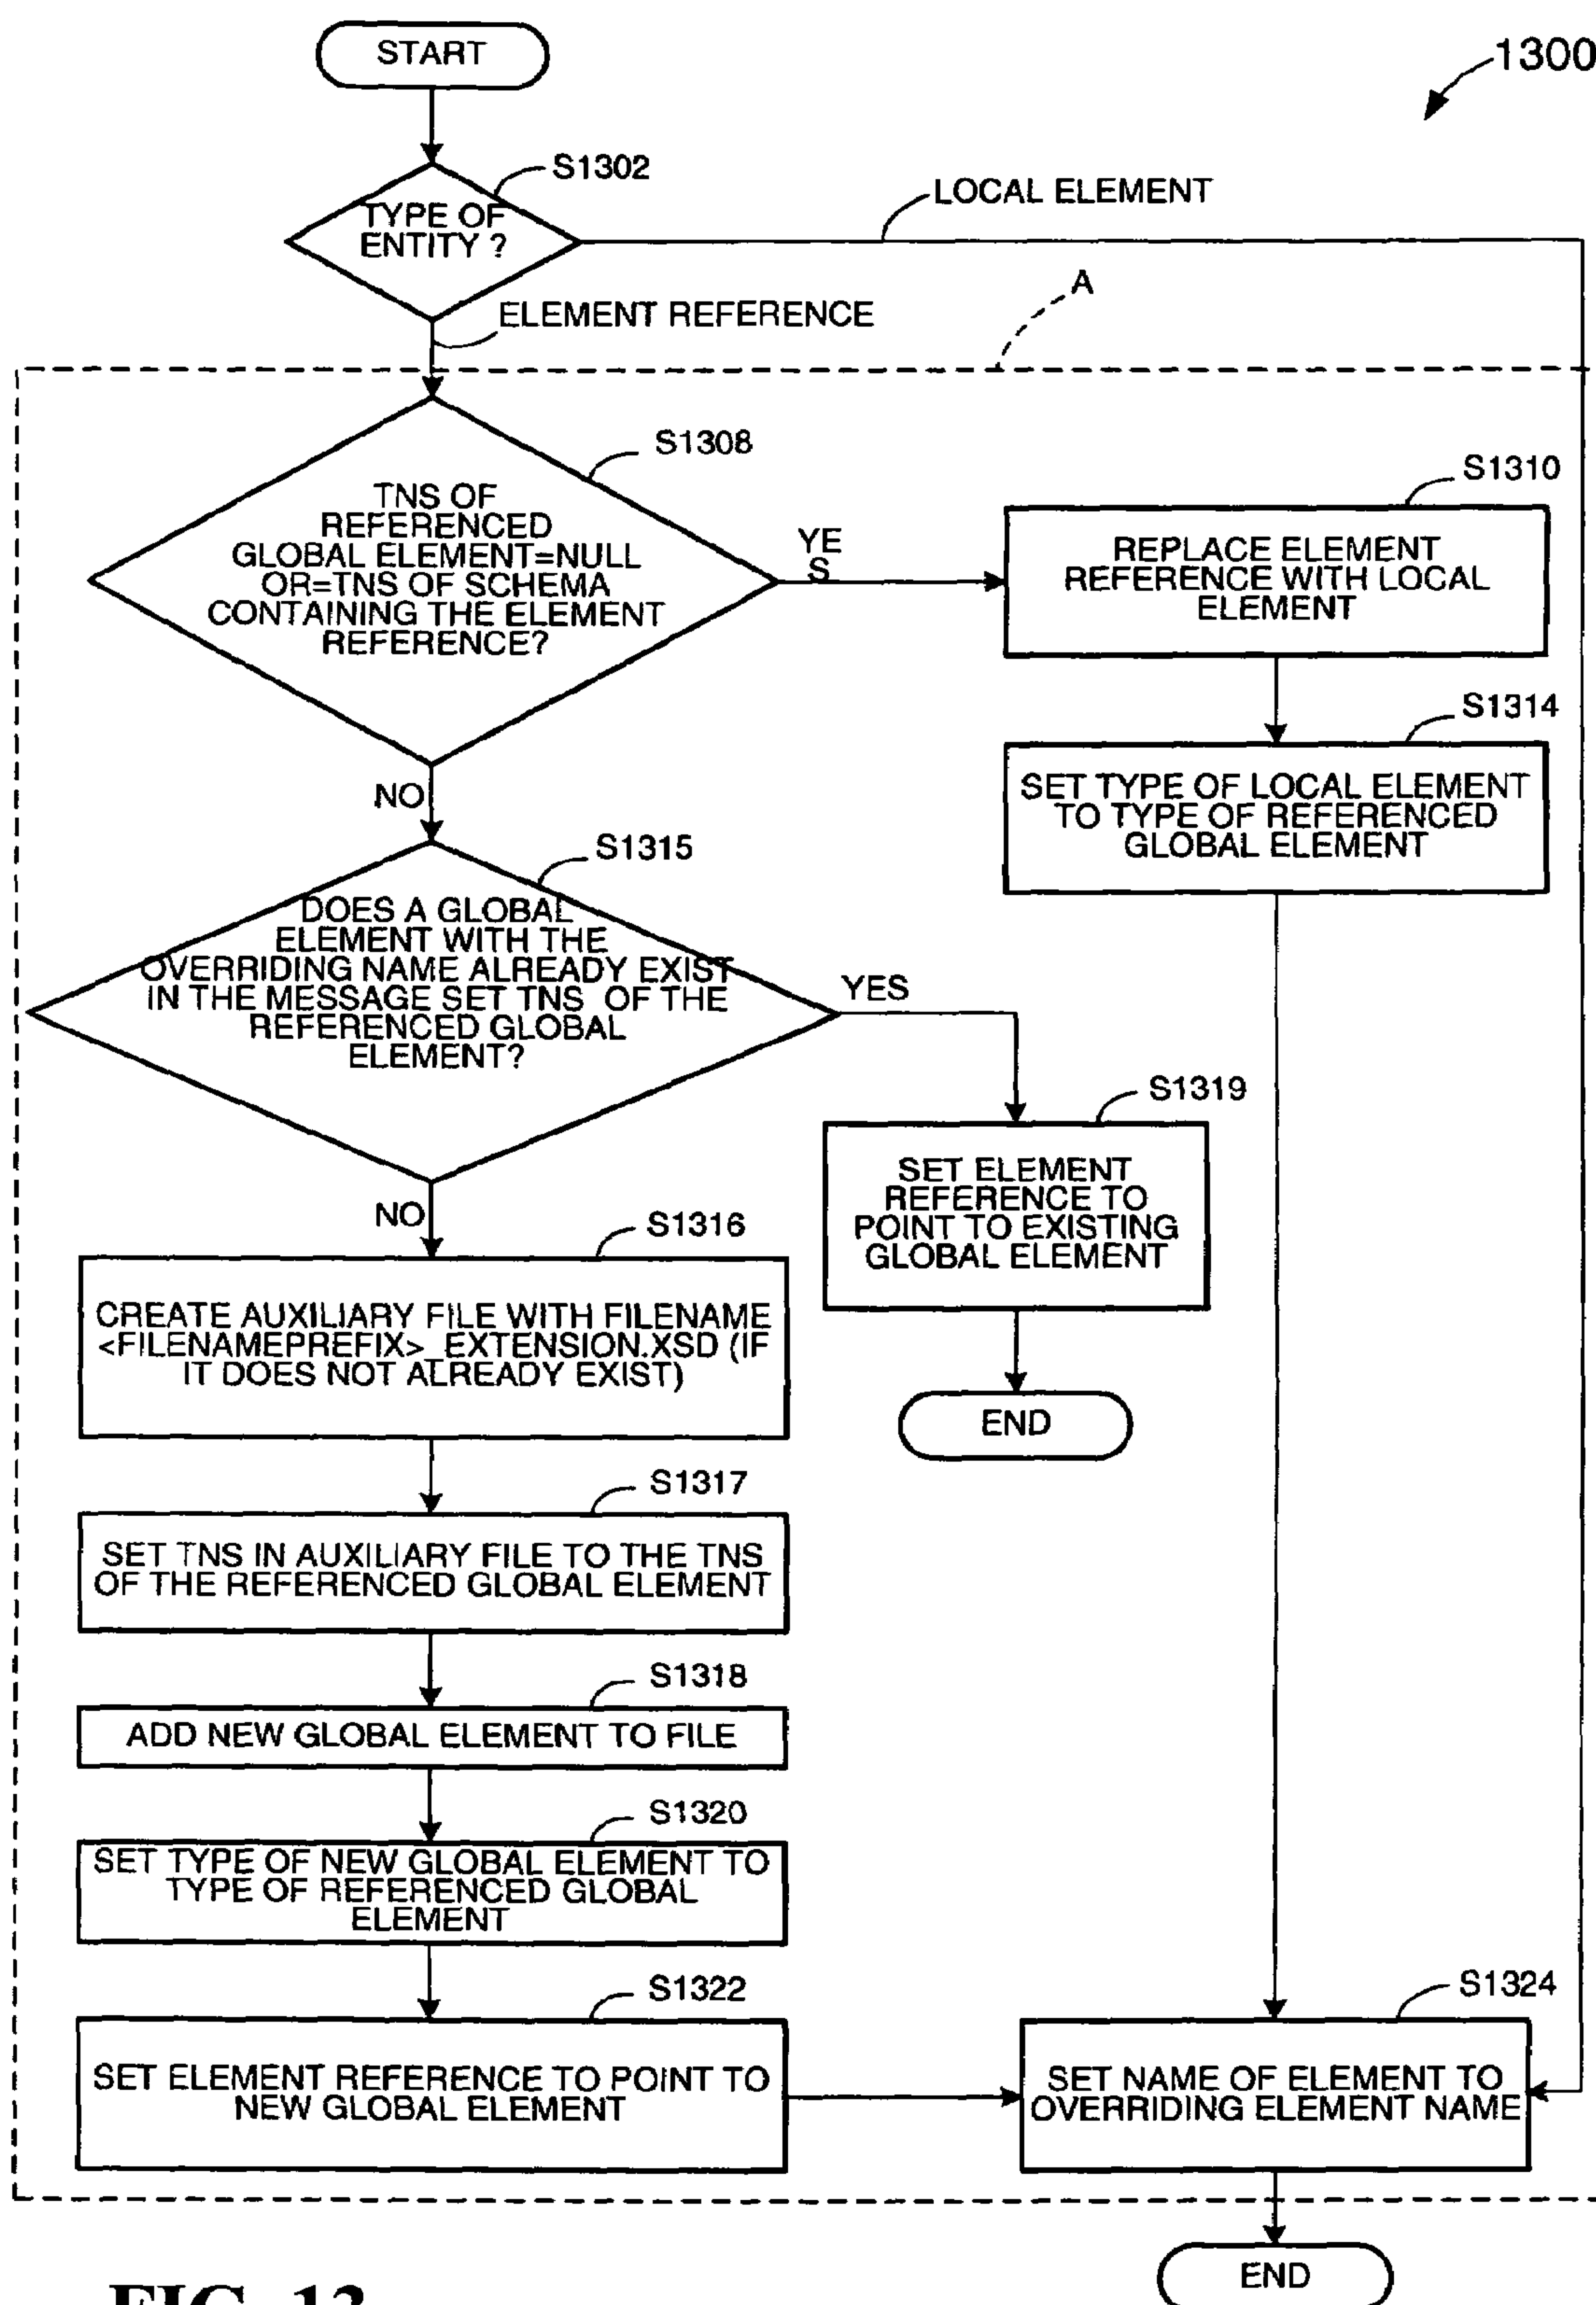 START
1300
S1302
TYPE OF
ENTITY ?
LOCAL ELEMENT
A
ELEMENT REFERENCE
S1308
TNS OF
REFERENCED
GLOBAL ELEMENT=NULL
OR=TNS OF SCHEMA
CONTAINING THE ELEMENT
REFERENCE?
YE
S
S1310
REPLACE ELEMENT
REFERENCE WITH LOCAL
ELEMENT
S1314
SET TYPE OF LOCAL ELEMENT
TO TYPE OF REFERENCED
GLOBAL ELEMENT
NO
S1315
DOES A GLOBAL
ELEMENT WITH THE
OVERRIDING NAME ALREADY EXIST
IN THE MESSAGE SET TNS OF THE
REFERENCED GLOBAL
ELEMENT?
YES
S1319
SET ELEMENT
REFERENCE TO
POINT TO EXISTING
GLOBAL ELEMENT
END
NO
S1316
CREATE AUXILIARY FILE WITH FILENAME
<FILENAMEPREFIX>_EXTENSION.XSD (IF
IT DOES NOT ALREADY EXIST)
S1317
SET TNS IN AUXILIARY FILE TO THE TNS
OF THE REFERENCED GLOBAL ELEMENT
S1318
ADD NEW GLOBAL ELEMENT TO FILE
S1320
SET TYPE OF NEW GLOBAL ELEMENT TO
TYPE OF REFERENCED GLOBAL
ELEMENT
S1322
SET ELEMENT REFERENCE TO POINT TO
NEW GLOBAL ELEMENT
S1324
SET NAME OF ELEMENT TO
OVERRIDING ELEMENT NAME
END
FIG. 13